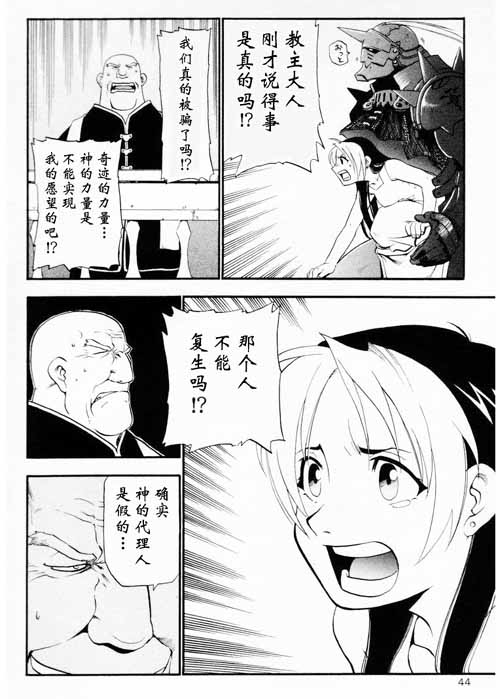 教主大人
刚才说得事
是真的吗!?
おっと
我们真的被骗了吗!?
奇迹的力量…
神的力量是
不能实现
我的愿望的吧!?
那个人
不能
复生吗!?
确实
神的代理人
是假的…
44